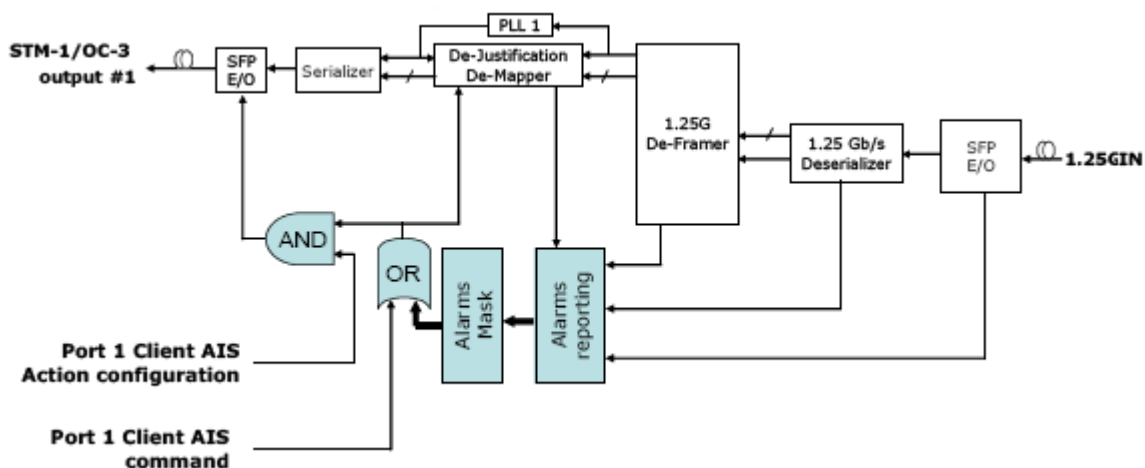 PLL 1
STM-1/OC-3
output #1
SFP
E/O
Serializer
De-Justification
De-Mapper
1.25G
De-Framer
1.25 Gb/s
Deserializer
SFP
E/O
1.25GIN
AND
OR
Alarms
Mask
Alarms
reporting
Port 1 Client AIS
Action configuration
Port 1 Client AIS
command